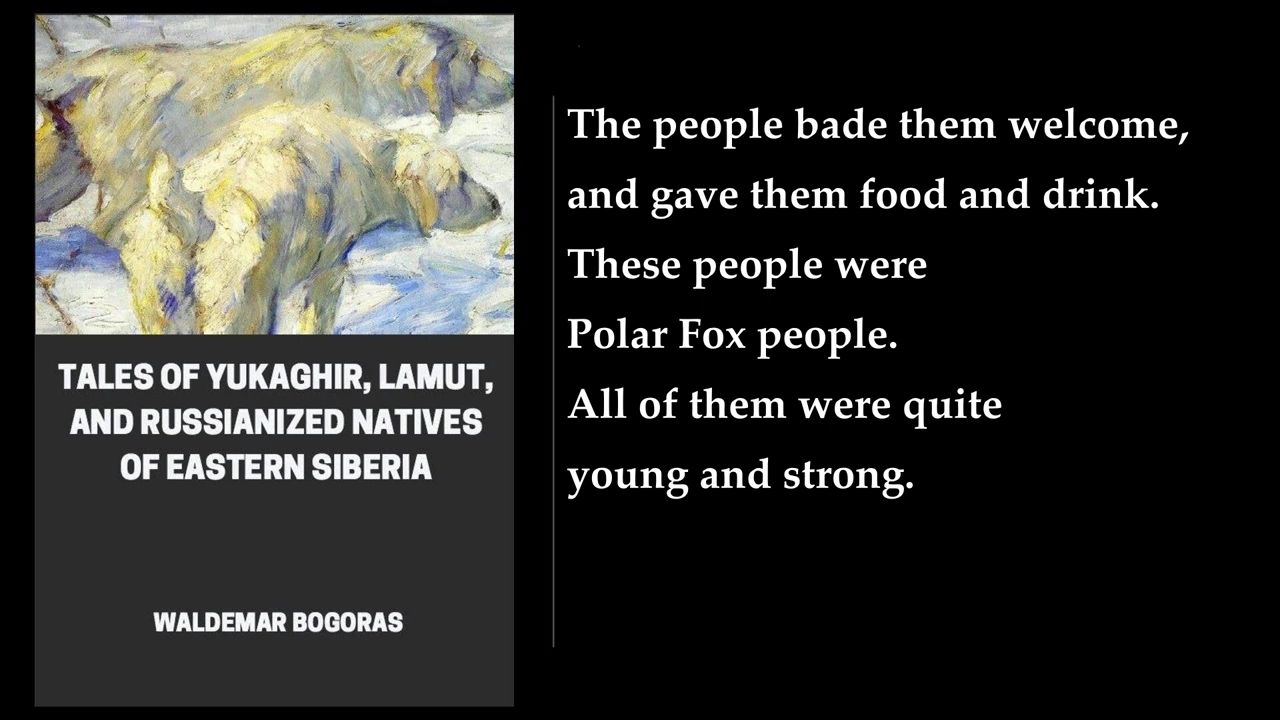 TALES OF YUKAGHIR, LAMUT,
AND RUSSIANIZED NATIVES
OF EASTERN SIBERIA
WALDEMAR BOGORAS
The people bade them welcome,
and gave them food and drink.
These people were
Polar Fox people.
All of them were quite
young and strong.